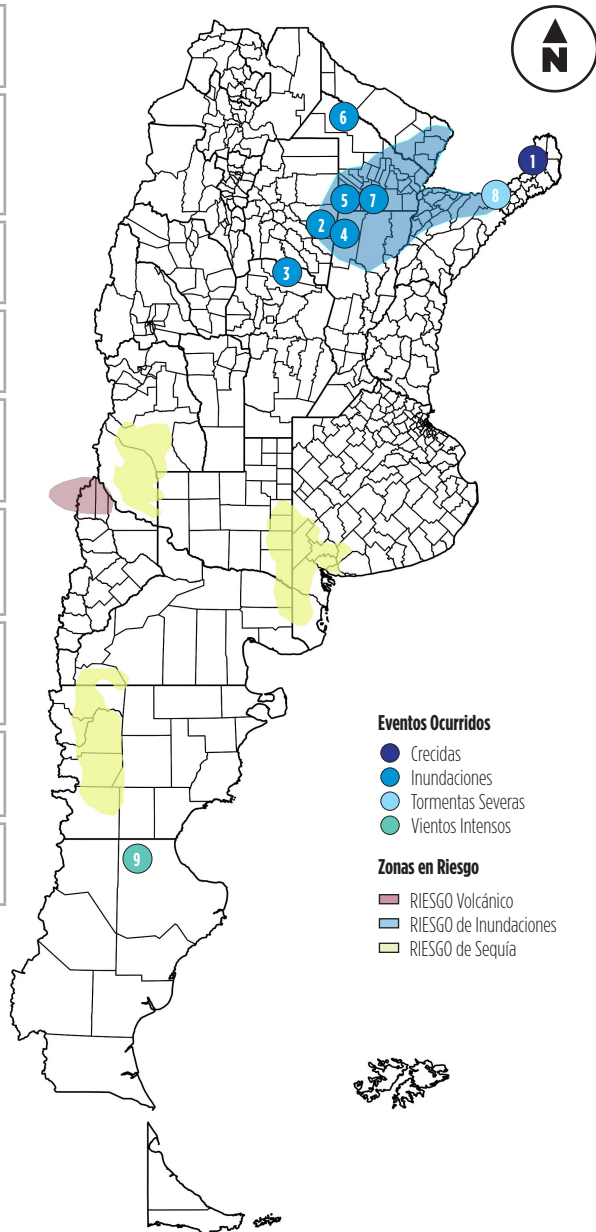 N
6
1
5
7
8
2
4
3
Eventos Ocurridos
Crecidas
Inundaciones
Tormentas Severas
Vientos Intensos
9
Zonas en Riesgo
RIESGO Volcánico
RIESGO de Inundaciones
RIESGO de Sequía